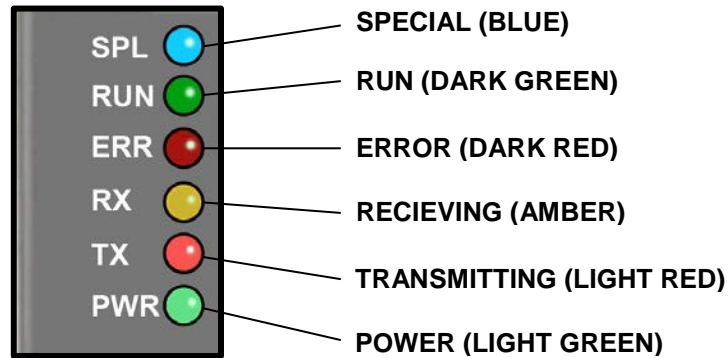 SPL SPECIAL (BLUE)
RUN RUN (DARK GREEN)
ERR ERROR (DARK RED)
RX RECIEVING (AMBER)
TX TRANSMITTING (LIGHT RED)
PWR POWER (LIGHT GREEN)